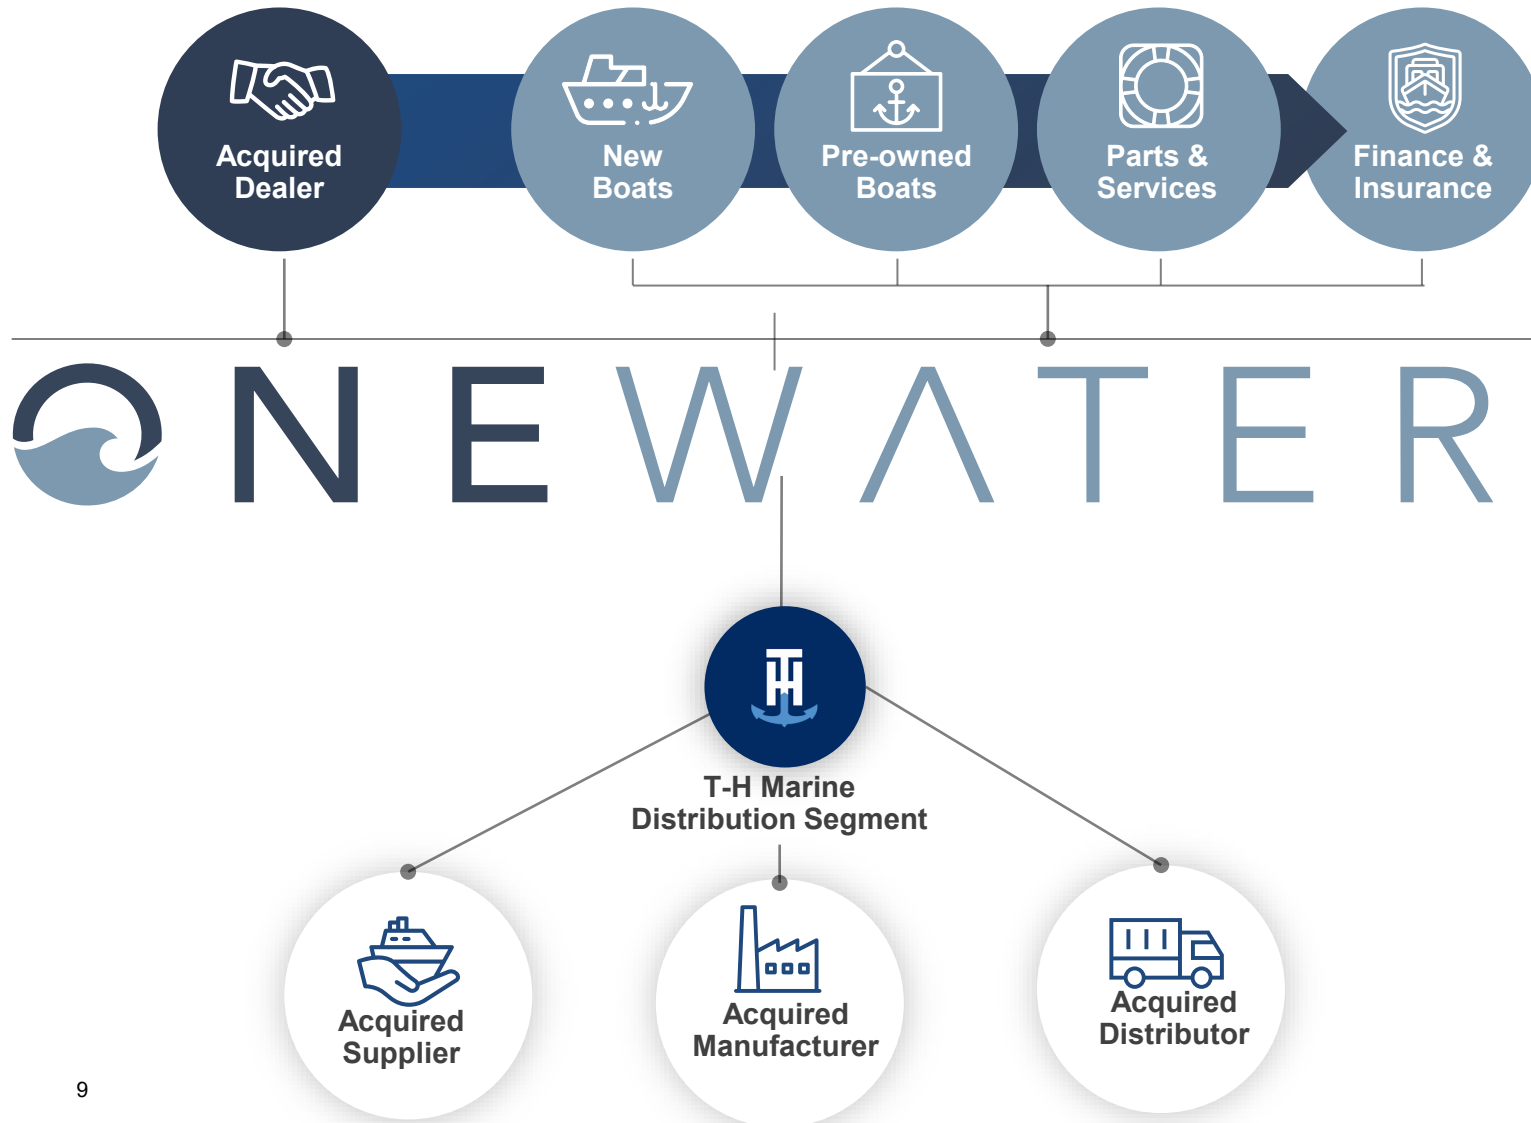 Acquired
Dealer
New
Boats
Pre-owned
Boats
Parts &
Services
Finance &
Insurance
ONEWATER
TH
T-H Marine
Distribution Segment
Acquired
Supplier
Acquired
Manufacturer
Acquired
Distributor
9